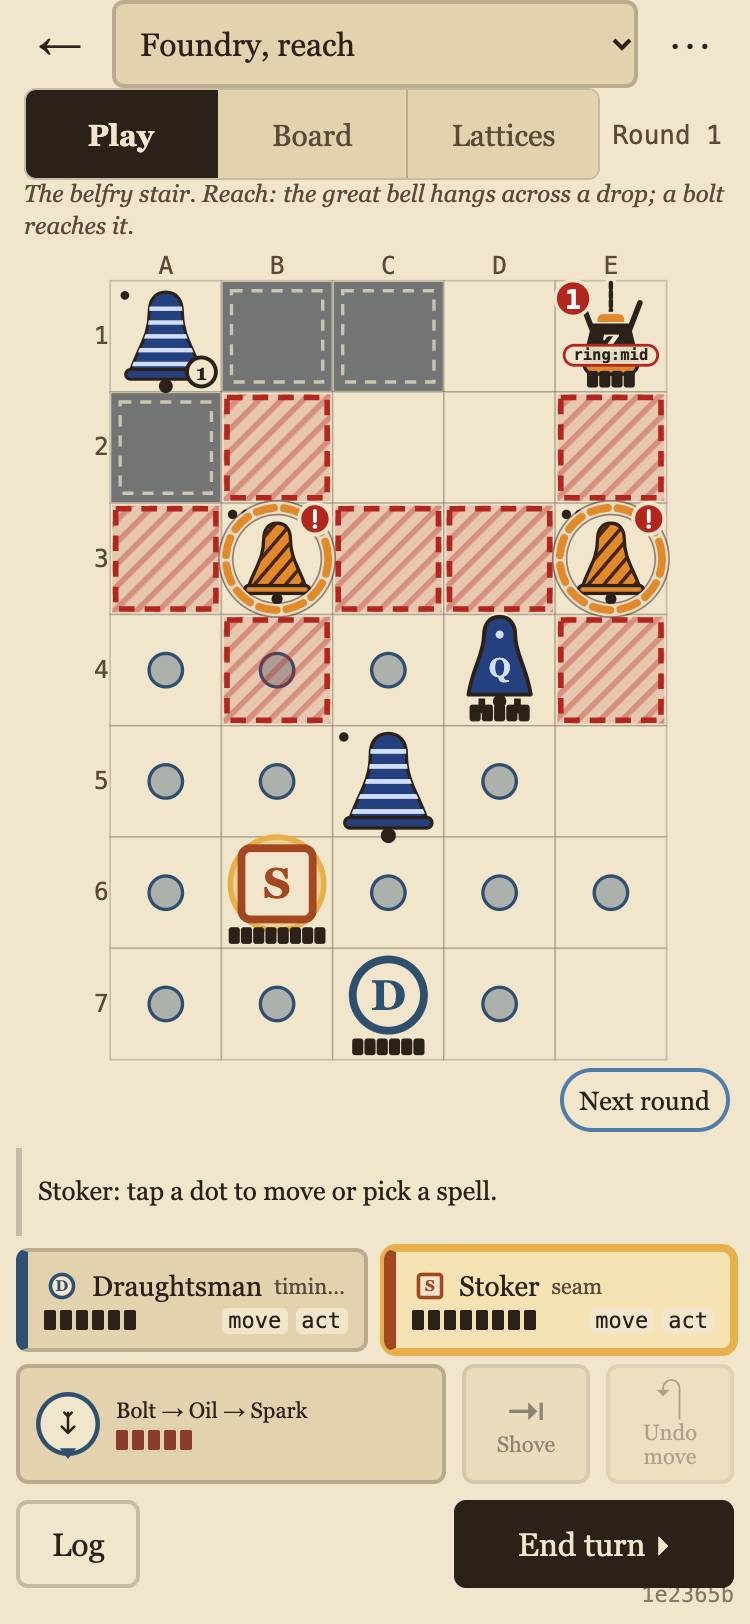 ←
Foundry, reach
...
Play
Board
Lattices
Round 1
The belfry stair. Reach: the great bell hangs across a drop; a bolt
reaches it.
A B C D E
1
1
1
ring:mid
2
3
!
!
4
Q
5
6
S
7
D
Next round
Stoker: tap a dot to move or pick a spell.
D Draughtsman timin...
move act
S Stoker seam
move act
Bolt → Oil → Spark
Shove
Undo
move
Log
End turn
1e2365b